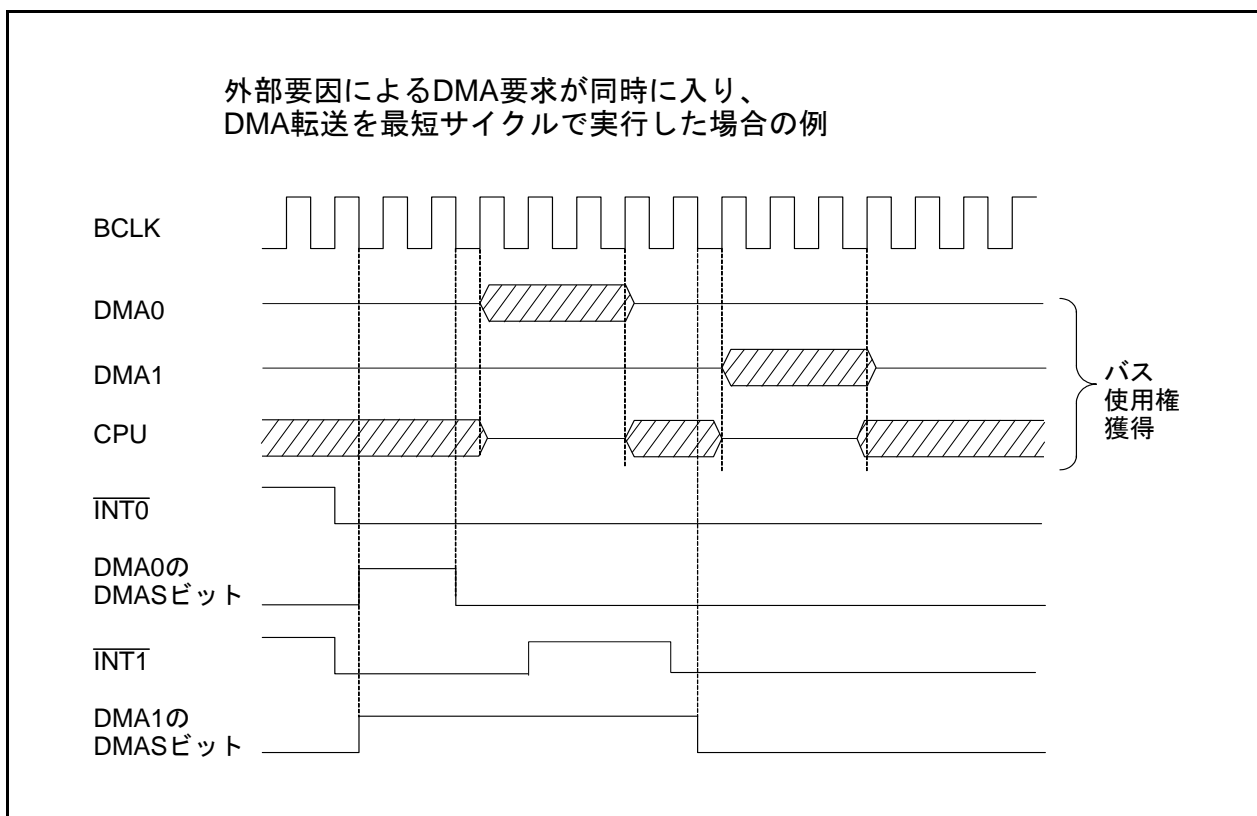 外部要因によるDMA要求が同時に入り、
DMA転送を最短サイクルで実行した場合の例
BCLK
DMA0
DMA1
CPU
バス
使用権
獲得
INT0
DMA0の
DMASビット
INT1
DMA1の
DMASビット